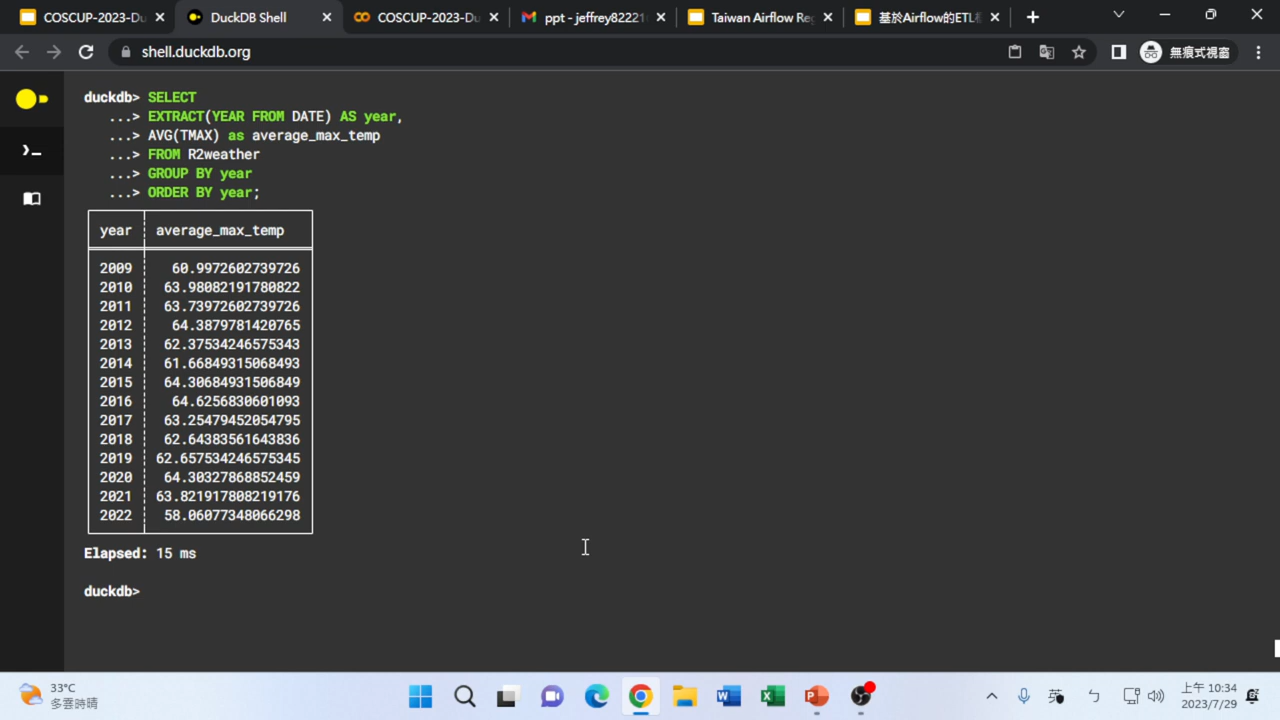 COSCUP-2023-Du
DuckDB Shell
COSCUP-2023-Du
ppt - jeffrey82221
Taiwan Airflow Reg
基於Airflow的ETL
shell.duckdb.org
無痕式視窗
duckdb> SELECT
...> EXTRACT(YEAR FROM DATE) AS year,
...> AVG(TMAX) as average_max_temp
...> FROM R2weather
...> GROUP BY year
...> ORDER BY year;
year average_max_temp
2009 60.9972602739726
2010 63.98082191780822
2011 63.73972602739726
2012 64.3879781420765
2013 62.37534246575343
2014 61.66849315068493
2015 64.30684931506849
2016 64.6256830601093
2017 63.25479452054795
2018 62.64383561643836
2019 62.657534246575345
2020 64.30327868852459
2021 63.821917808219176
2022 58.06077348066298
Elapsed: 15 ms
duckdb>
33°C
多雲時晴
英
ㄅ
上午 10:34
2023/7/29